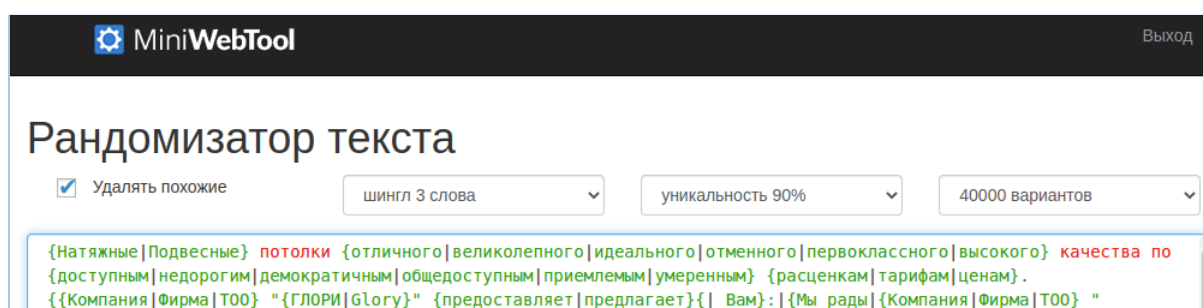 MiniWebTool
Выход
Рандомизатор текста
Удалять похожие
шингл 3 слова
уникальность 90%
40000 вариантов
{Натяжные|Подвесные} потолки {отличного|великолепного|идеального|отменного|первоклассного|высокого} качества по
{доступным|недорогим|демократичным|общедоступным|приемлемым|умеренным} {расценкам|тарифам|ценам}.
{{Компания|Фирма|ТОО} "{ГЛОРИ|Glory}" {предоставляет|предлагает}{| Вам}:|{Мы рады|{Компания|Фирма|ТОО} "